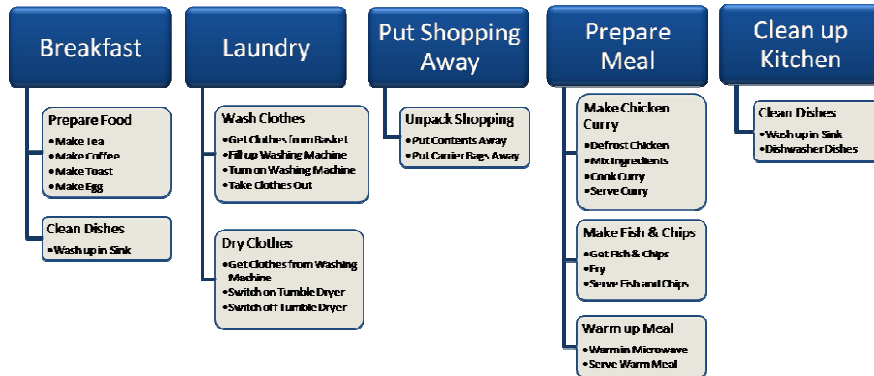 Breakfast
Prepare Food
•Make Tea
•Make Coffee
•Make Toast
•Make Egg
Clean Dishes
•Wash up in Sink
Laundry
Wash Clothes
•Get Clothes from Basket
•Fill up Washing Machine
•Turn on Washing Machine
•Take Clothes Out
Dry Clothes
•Get Clothes from Washing
Machine
•Switch on Tumble Dryer
•Switch off Tumble Dryer
Put Shopping
Away
Unpack Shopping
•Put Contents Away
•Put Carrier Bags Away
Prepare
Meal
Make Chicken
Curry
•Defrost Chicken
•Mix Ingredients
•Cook Curry
•Serve Curry
Make Fish & Chips
•Get Fish & Chips
•Fry
•Serve Fish and Chips
Warm up Meal
•Warm in Microwave
•Serve Warm Meal
Clean up
Kitchen
Clean Dishes
•Wash up in Sink
•Dishwasher Dishes